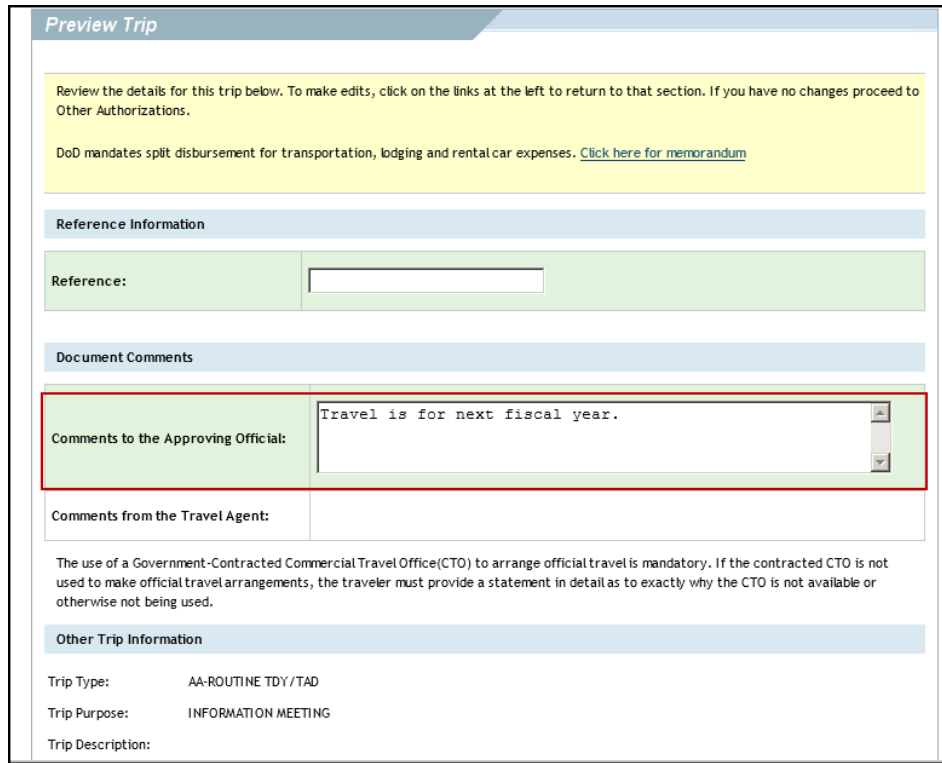 Preview Trip
Review the details for this trip below. To make edits, click on the links at the left to return to that section. If you have no changes proceed to
Other Authorizations.
DoD mandates split disbursement for transportation, lodging and rental car expenses. Click here for memorandum
Reference Information
Reference:
Document Comments
Travel is for next fiscal year.
Comments to the Approving Official:
Comments from the Travel Agent:
The use of a Government-Contracted Commercial Travel Office(CTO) to arrange official travel is mandatory. If the contracted CTO is not
used to make official travel arrangements, the traveler must provide a statement in detail as to exactly why the CTO is not available or
otherwise not being used.
Other Trip Information
Trip Type: AA-ROUTINE TDY/TAD
Trip Purpose: INFORMATION MEETING
Trip Description: